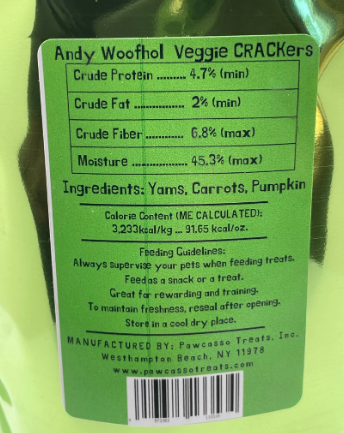 Andy Woofhol Veggie CRACKers
Crude Protein .......... 4.7% (min)
Crude Fat .............. 2% (min)
Crude Fiber ............ 6.8% (max)
Moisture ............... 45.3% (max)
Ingredients: Yams, Carrots, Pumpkin
Calorie Content (ME CALCULATED):
3,233kcal/kg ... 91.65 kcal/oz.
Feeding Guidelines:
Always supervise your pets when feeding treats.
Feed as a snack or a treat.
Great for rewarding and training.
To maintain freshness, reseal after opening.
Store in a cool dry place.
MANUFACTURED BY: Pawcasso Treats, Inc.
Westhampton Beach, NY 11978
www.pawcassotreats.com